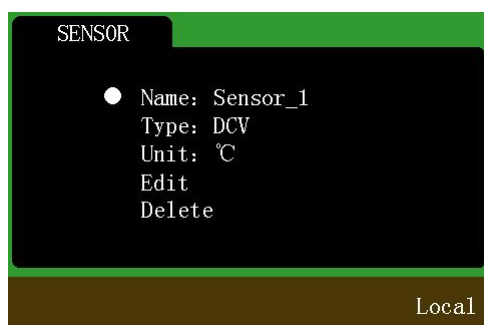 SENSOR
Name: Sensor_1
Type: DCV
Unit: ℃
Edit
Delete
Local